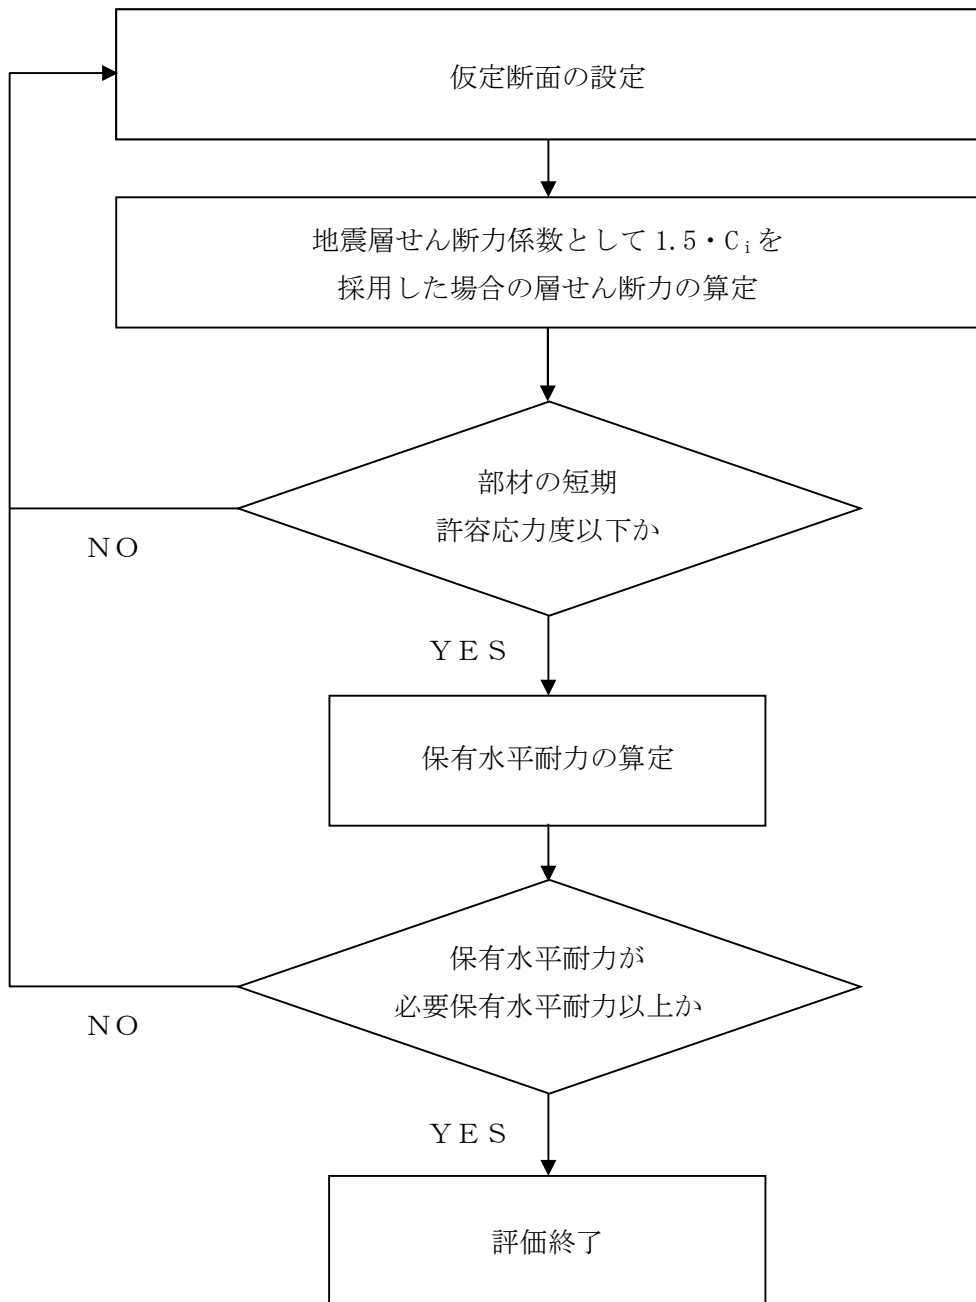 仮定断面の設定
地震層せん断力係数として 1.5・Ｃｉを
採用した場合の層せん断力の算定
部材の短期
許容応力度以下か
ＮＯ
ＹＥＳ
保有水平耐力の算定
保有水平耐力が
必要保有水平耐力以上か
ＮＯ
ＹＥＳ
評価終了